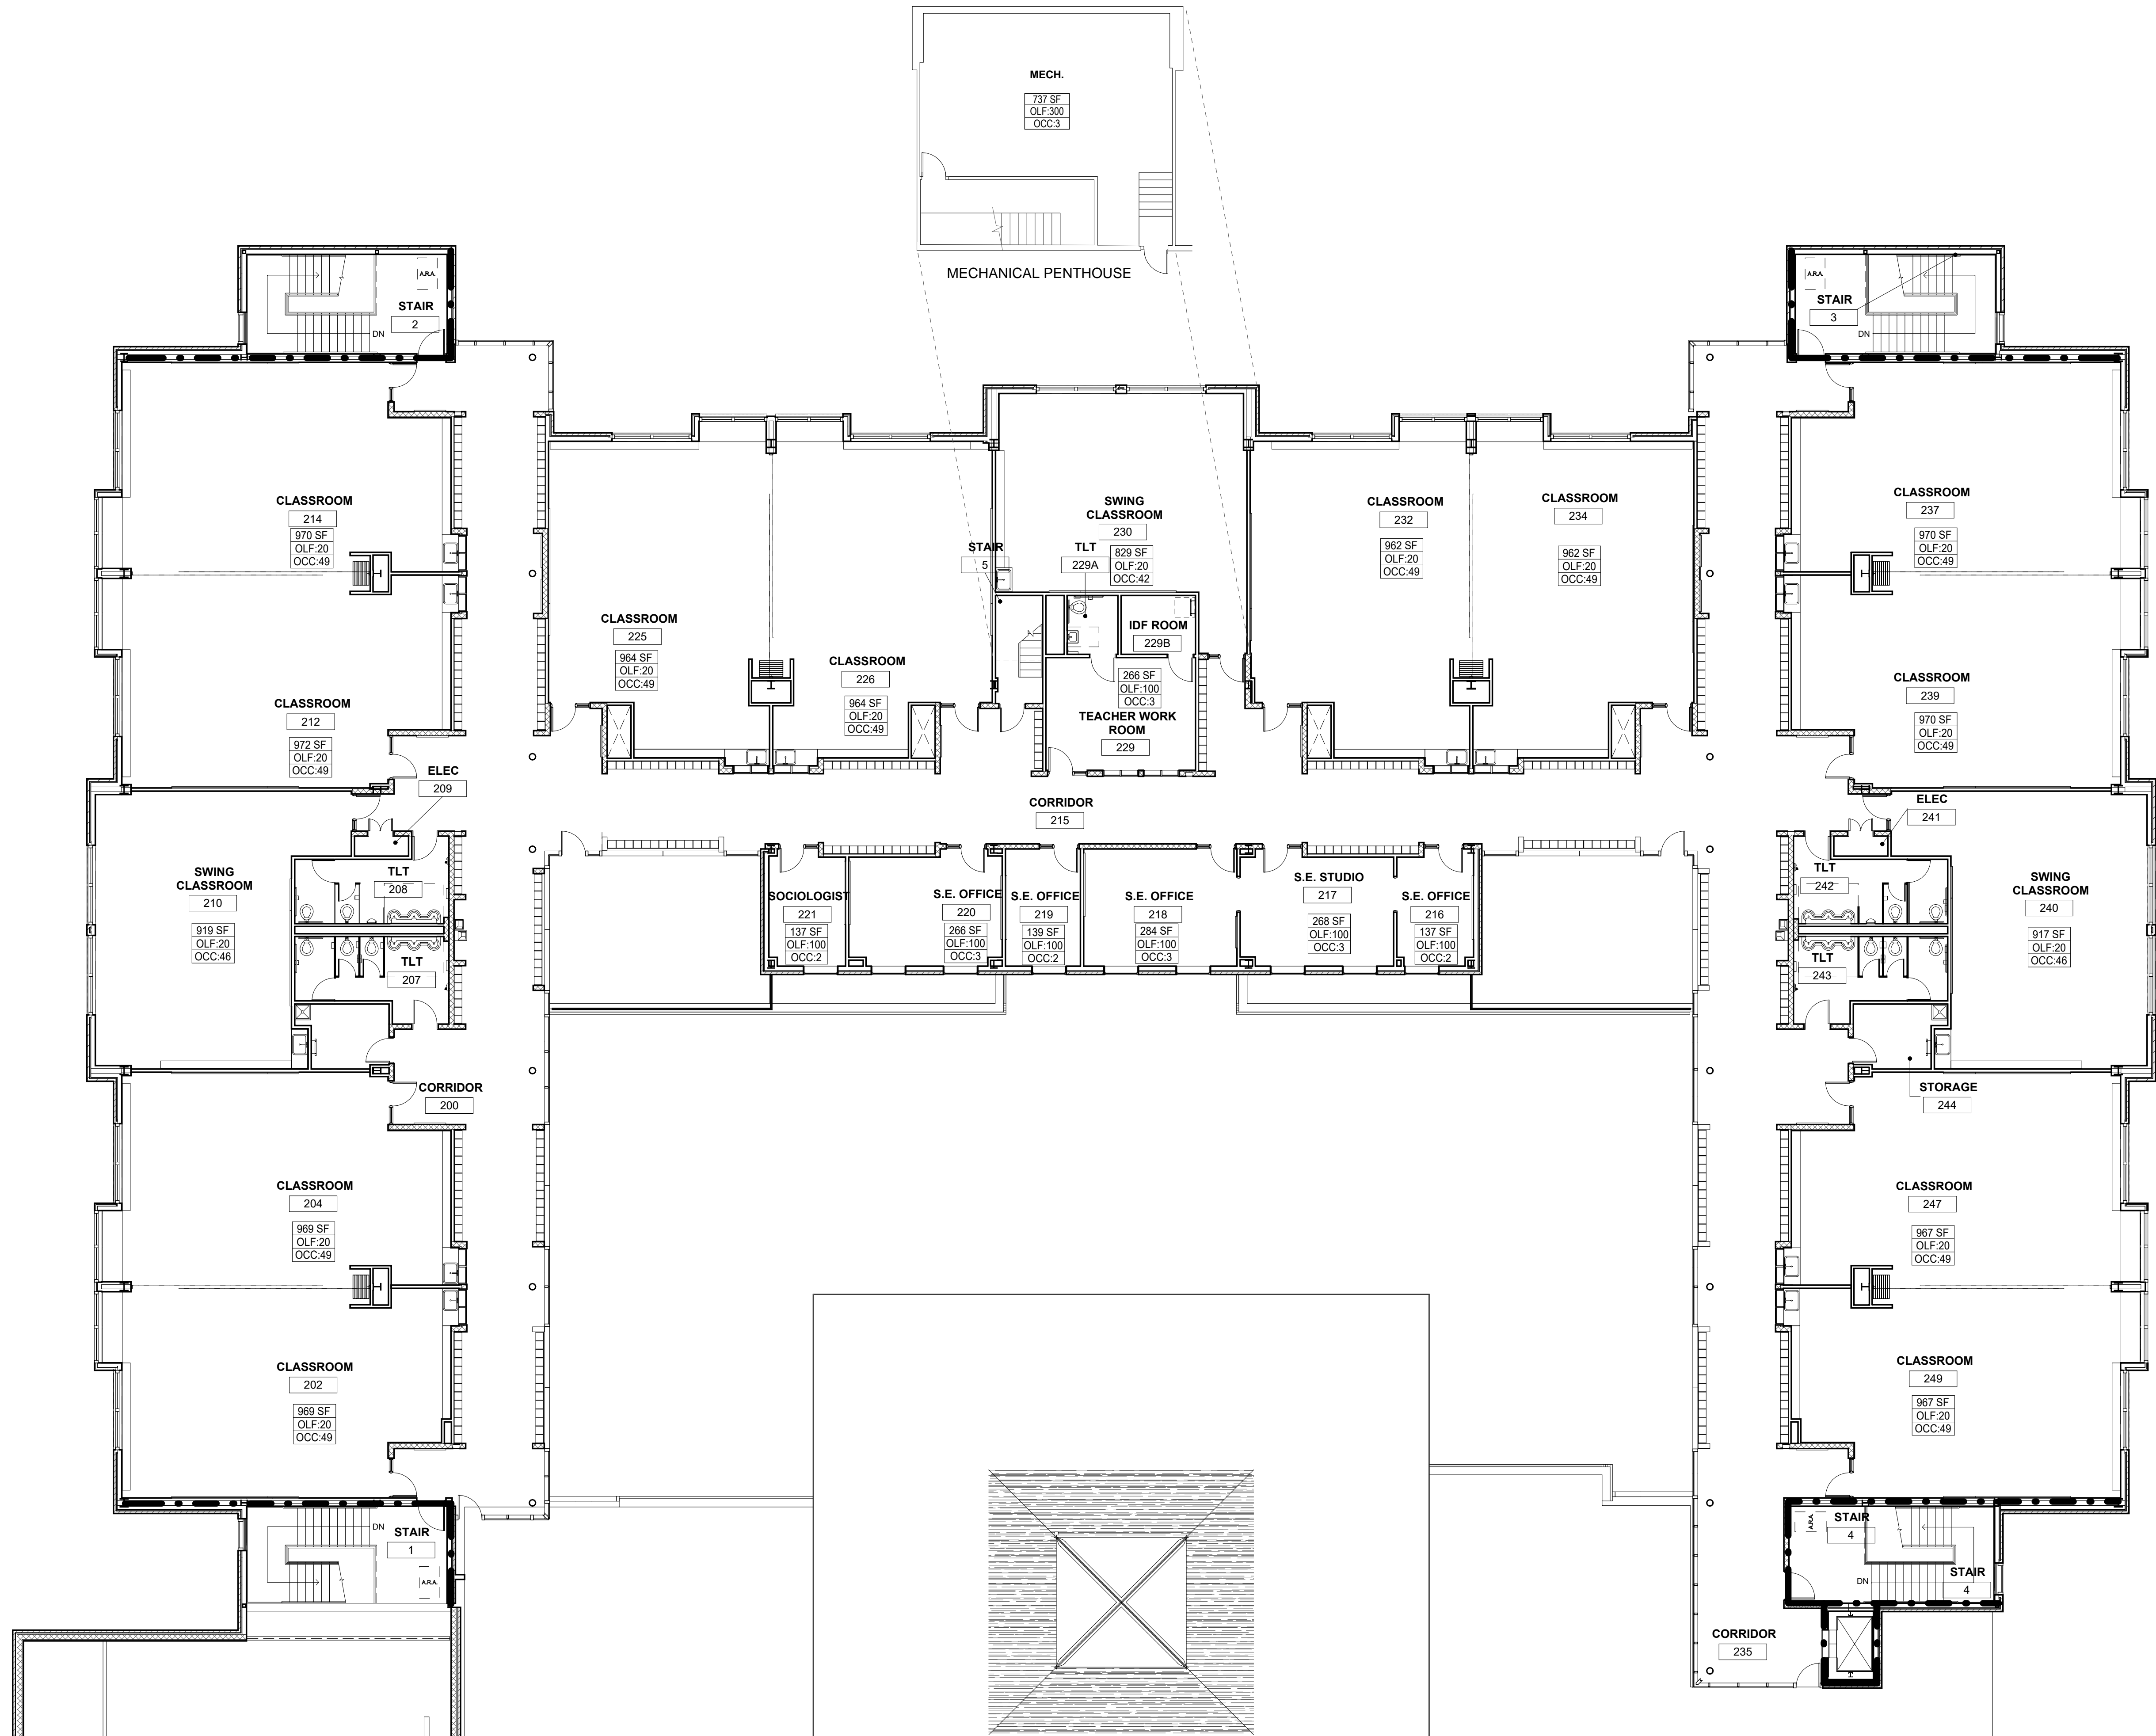 MECH.
737 SF
OLF:300
OCC:3
MECHANICAL PENTHOUSE
A.R.A.
STAIR
2
DN
A.R.A.
STAIR
3
DN
CLASSROOM
214
970 SF
OLF:20
OCC:49
CLASSROOM
212
972 SF
OLF:20
OCC:49
ELEC
209
CLASSROOM
225
964 SF
OLF:20
OCC:49
CLASSROOM
226
964 SF
OLF:20
OCC:49
STAIR
5
SWING
CLASSROOM
230
829 SF
OLF:20
OCC:42
TLT
229A
IDF ROOM
229B
266 SF
OLF:100
OCC:3
TEACHER WORK
ROOM
229
CLASSROOM
232
962 SF
OLF:20
OCC:49
CLASSROOM
234
962 SF
OLF:20
OCC:49
CLASSROOM
237
970 SF
OLF:20
OCC:49
CLASSROOM
239
970 SF
OLF:20
OCC:49
ELEC
241
CORRIDOR
215
SWING
CLASSROOM
210
919 SF
OLF:20
OCC:46
TLT
208
TLT
207
SOCIOLOGIST
221
137 SF
OLF:100
OCC:2
S.E. OFFICE
220
266 SF
OLF:100
OCC:3
S.E. OFFICE
219
139 SF
OLF:100
OCC:2
S.E. OFFICE
218
284 SF
OLF:100
OCC:3
S.E. STUDIO
217
268 SF
OLF:100
OCC:3
S.E. OFFICE
216
137 SF
OLF:100
OCC:2
TLT
242
TLT
243
SWING
CLASSROOM
240
917 SF
OLF:20
OCC:46
CORRIDOR
200
STORAGE
244
CLASSROOM
204
969 SF
OLF:20
OCC:49
CLASSROOM
202
969 SF
OLF:20
OCC:49
CLASSROOM
247
967 SF
OLF:20
OCC:49
CLASSROOM
249
967 SF
OLF:20
OCC:49
DN
STAIR
1
A.R.A.
A.R.A.
STAIR
4
DN
STAIR
4
CORRIDOR
235